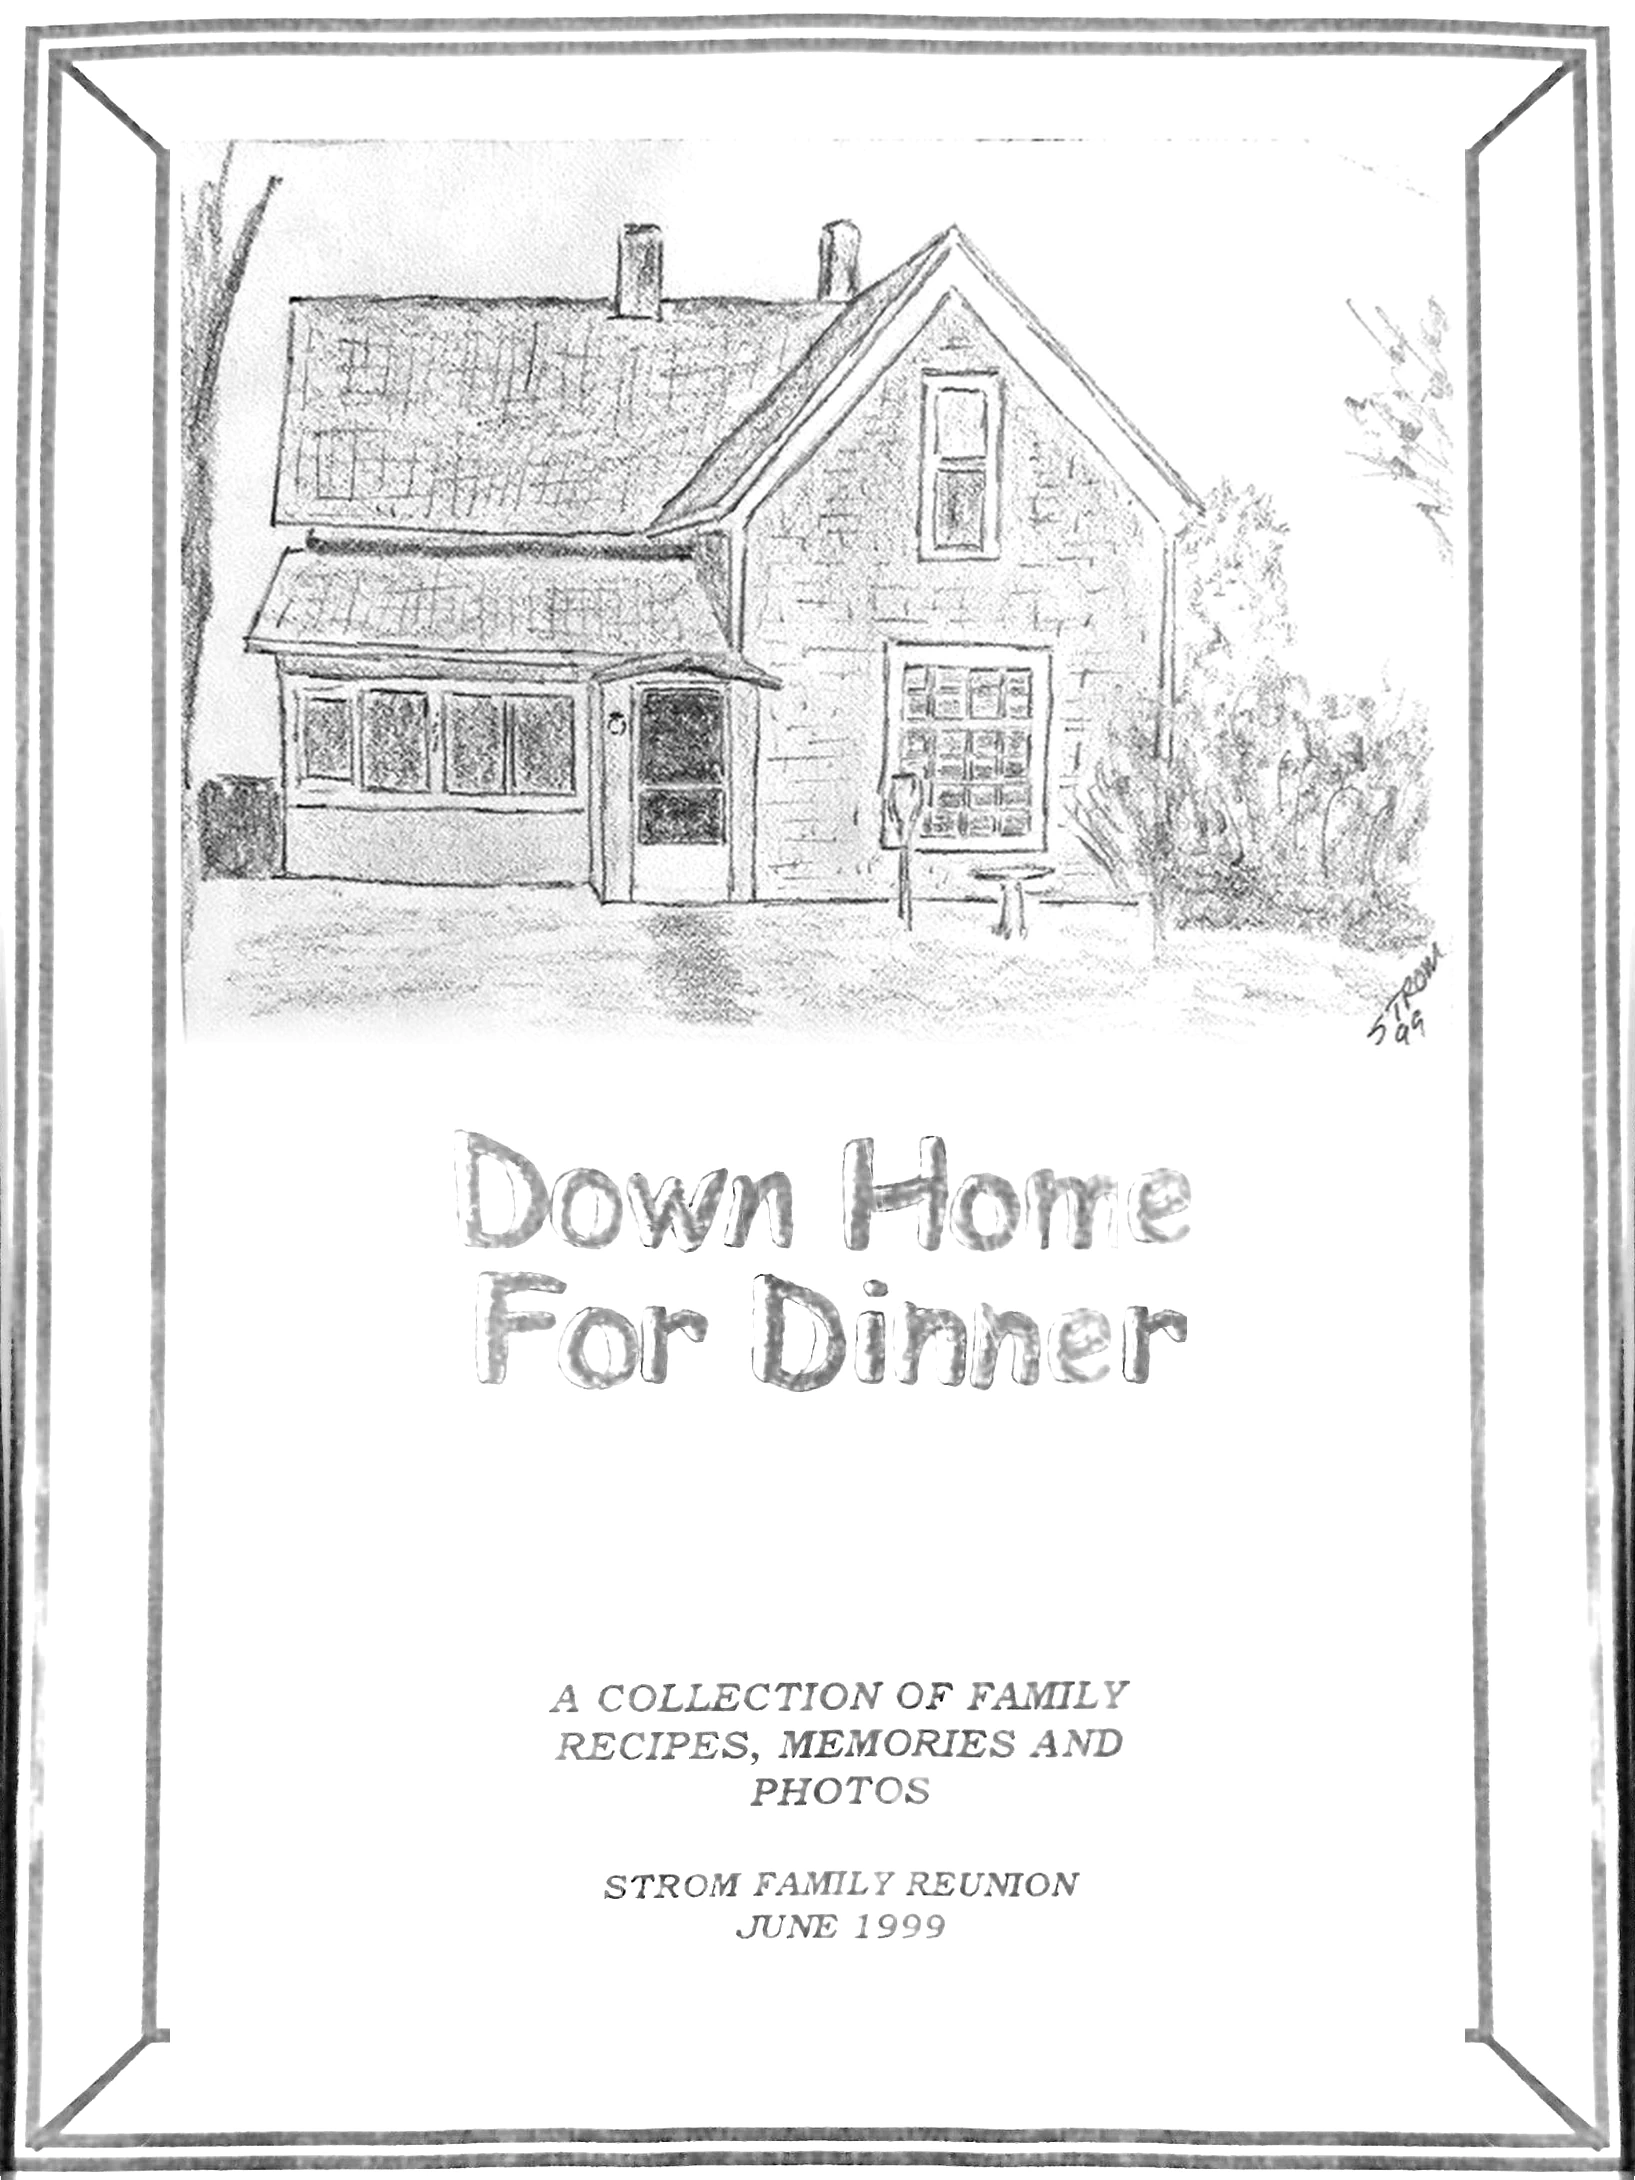 STROM
99
Down Home
For Dinner
A COLLECTION OF FAMILY
RECIPES, MEMORIES AND
PHOTOS
STROM FAMILY REUNION
JUNE 1999